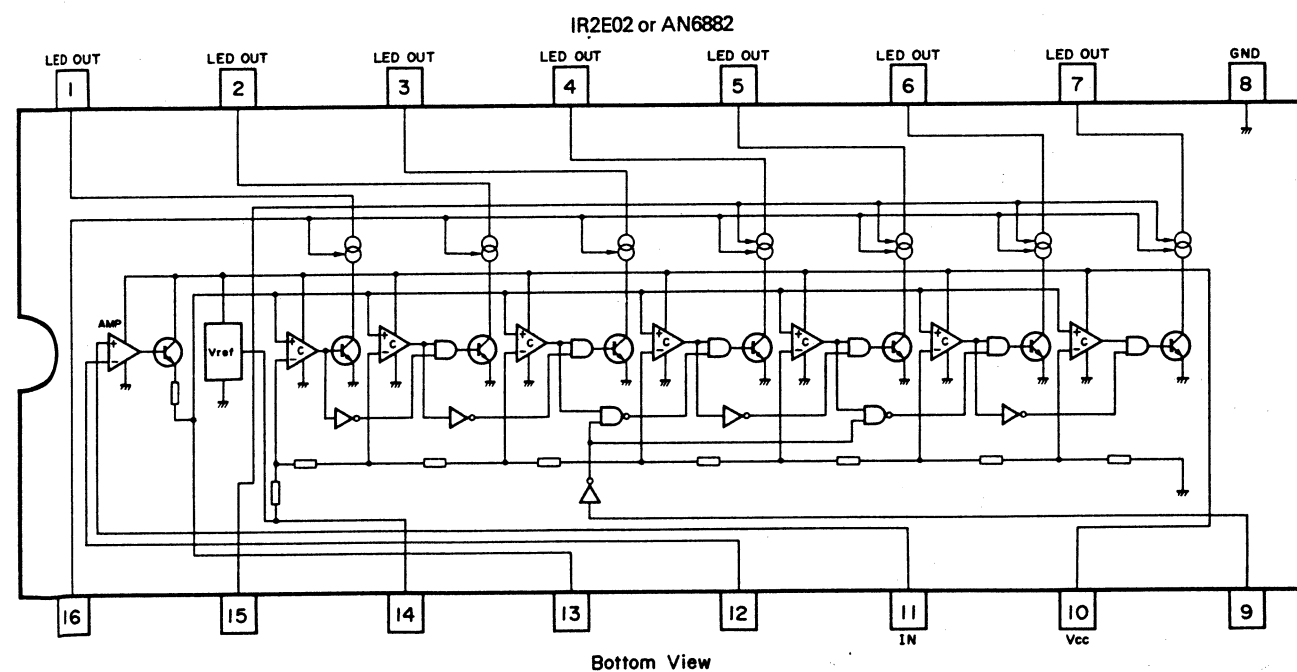 IR2E02 or AN6882
LED OUT LED OUT LED OUT LED OUT LED OUT LED OUT LED OUT GND
1 2 3 4 5 6 7 8
AMP
+ -
Vref
+ - C
+ - C
+ - C
+ - C
+ - C
+ - C
+ - C
16 15 14 13 12 11 10 9
IN Vcc
Bottom View